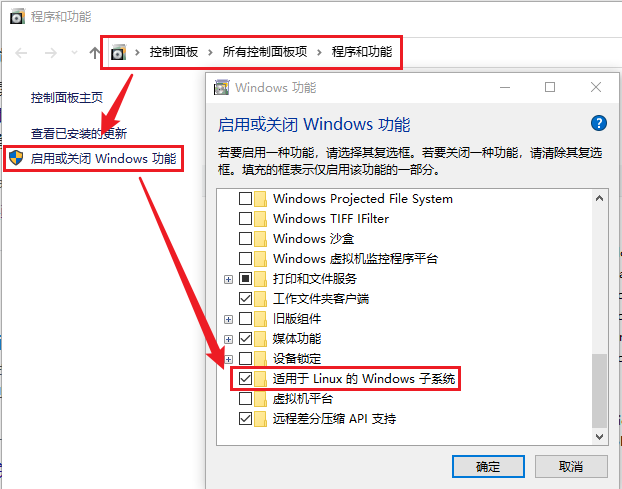 程序和功能
控制面板 › 所有控制面板项 › 程序和功能
控制面板主页
查看已安装的更新
启用或关闭 Windows 功能
Windows 功能
启用或关闭 Windows 功能
若要启用一种功能，请选择其复选框。若要关闭一种功能，请清除其复选
框。填充的框表示仅启用该功能的一部分。
Windows Projected File System
Windows TIFF IFilter
Windows 沙盒
Windows 虚拟机监控程序平台
打印和文件服务
工作文件夹客户端
旧版组件
媒体功能
设备锁定
适用于 Linux 的 Windows 子系统
虚拟机平台
远程差分压缩 API 支持
确定
取消